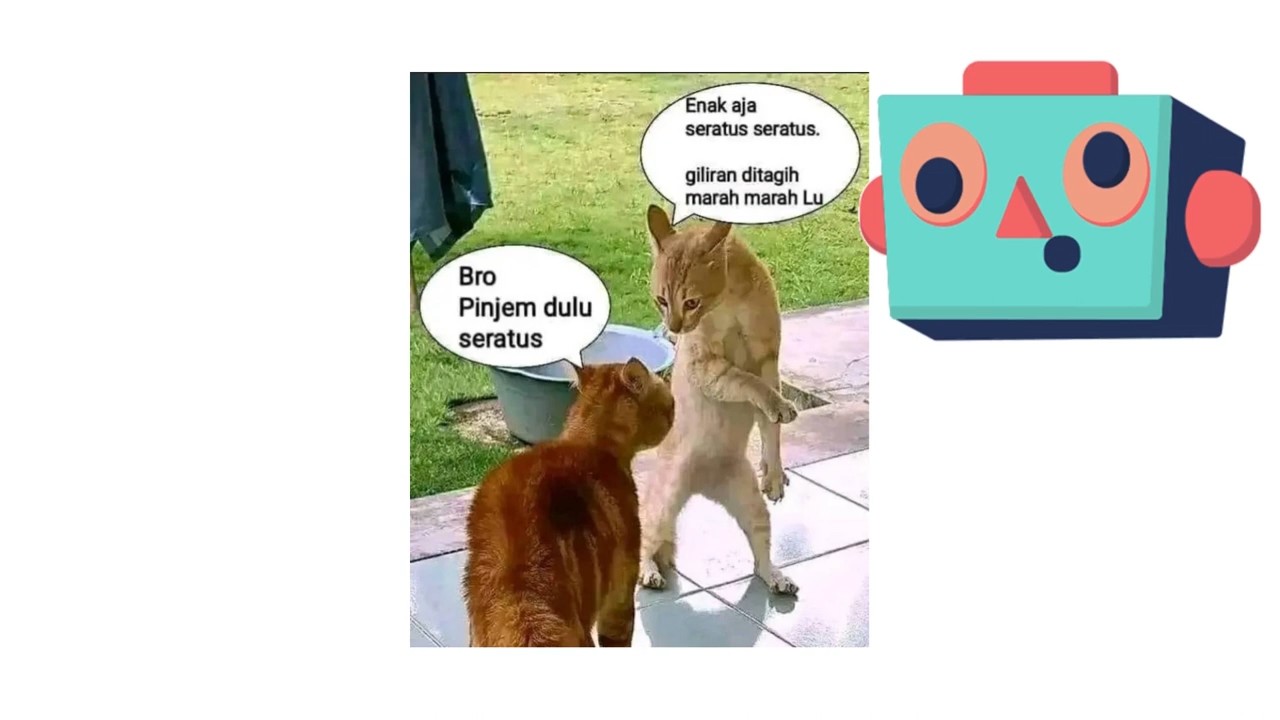 Enak aja
seratus seratus.
giliran ditagih
marah marah Lu
Bro
Pinjem dulu
seratus